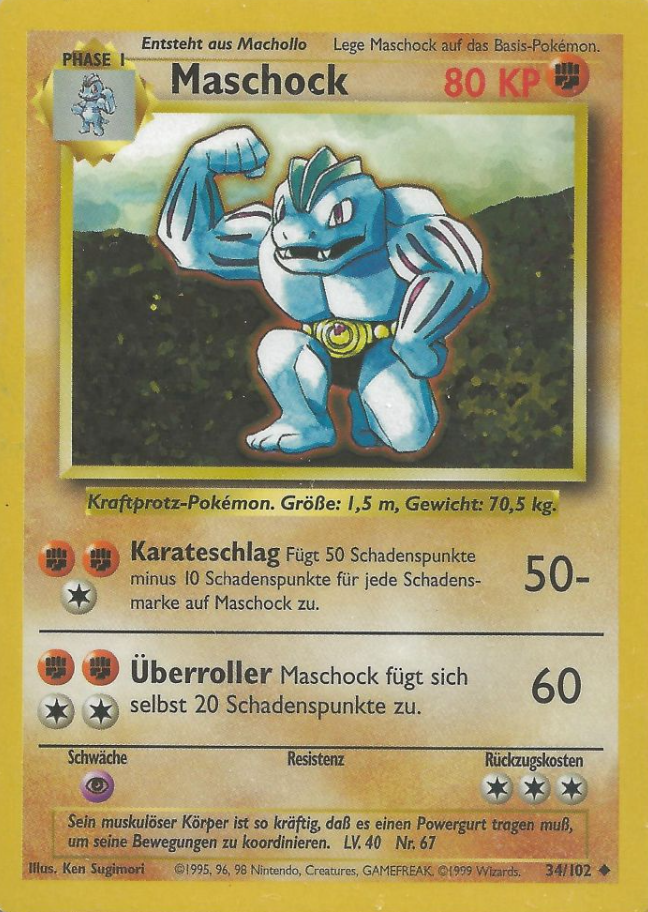 Entsteht aus Machollo Lege Maschock auf das Basis-Pokémon.
PHASE 1
Maschock 80 KP
Kraftprotz-Pokémon. Größe: 1,5 m, Gewicht: 70,5 kg.
Karateschlag Fügt 50 Schadenspunkte
minus 10 Schadenspunkte für jede Schadens-
marke auf Maschock zu.
50-
Überroller Maschock fügt sich
selbst 20 Schadenspunkte zu.
60
Schwäche Resistenz Rückzugskosten
Sein muskulöser Körper ist so kräftig, daß es einen Powergurt tragen muß,
um seine Bewegungen zu koordinieren. LV. 40 Nr. 67
Illus. Ken Sugimori ©1995, 96, 98 Nintendo, Creatures, GAMEFREAK. ©1999 Wizards. 34/102